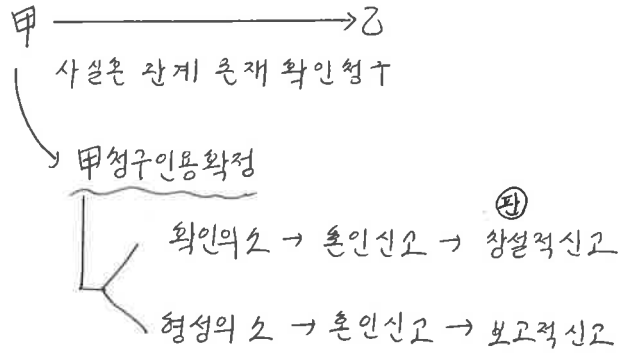 甲 → 乙
사실혼 관계 존재 확인청구
甲청구인용확정
판
확인의소 → 혼인신고 → 창설적신고
형성의 소 → 혼인신고 → 보고적신고